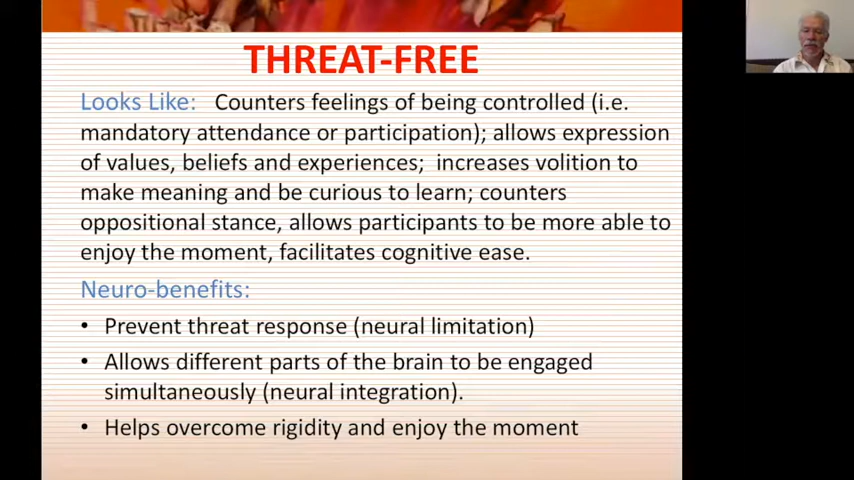 THREAT-FREE
Looks Like: Counters feelings of being controlled (i.e.
mandatory attendance or participation); allows expression
of values, beliefs and experiences; increases volition to
make meaning and be curious to learn; counters
oppositional stance, allows participants to be more able to
enjoy the moment, facilitates cognitive ease.
Neuro-benefits:
• Prevent threat response (neural limitation)
• Allows different parts of the brain to be engaged
simultaneously (neural integration).
• Helps overcome rigidity and enjoy the moment